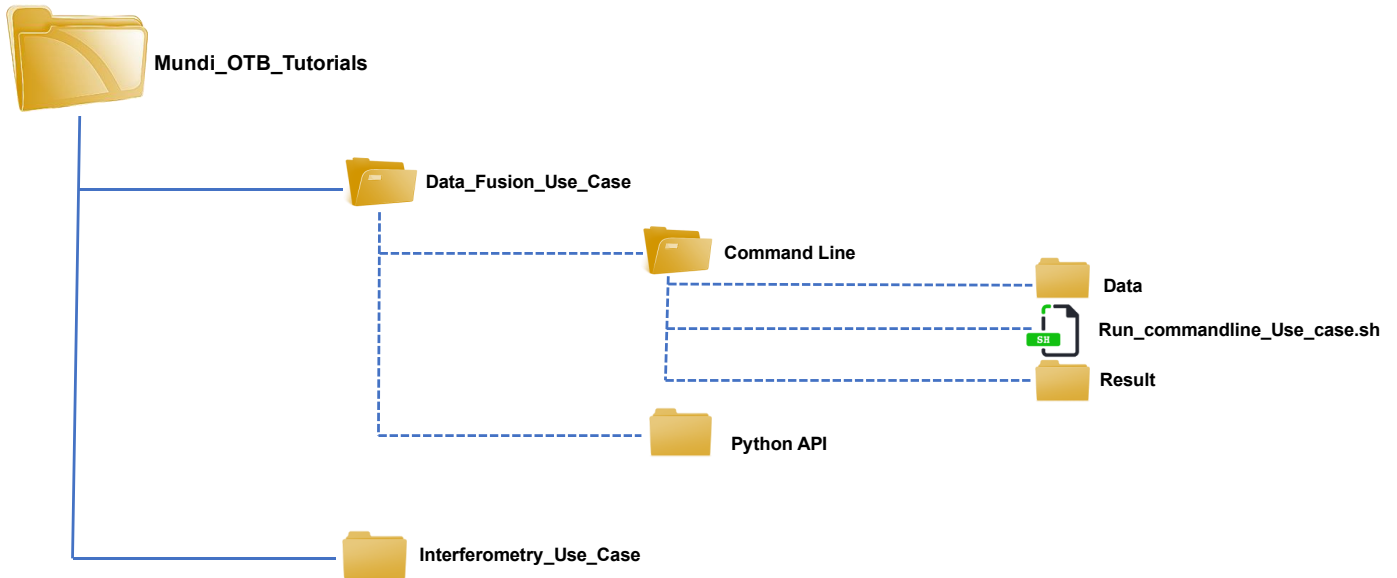 Mundi_OTB_Tutorials
Data_Fusion_Use_Case
Command Line
Data
SH
Run_commandline_Use_case.sh
Result
Python API
Interferometry_Use_Case